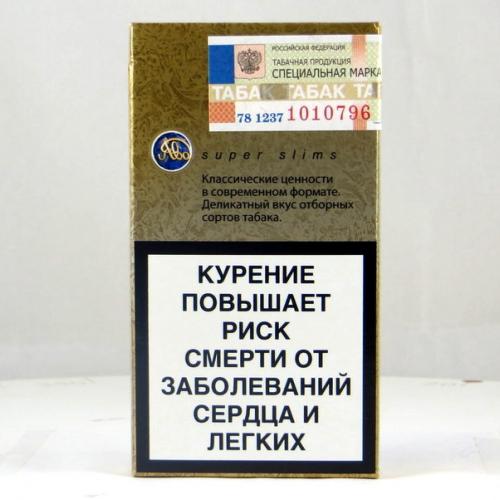 РОССИЙСКАЯ ФЕДЕРАЦИЯ
ТАБАЧНАЯ ПРОДУКЦИЯ
СПЕЦИАЛЬНАЯ МАРКА
ТАБАК ТАБАК ТА
78 1237 1010796
Ява
super slims
Классические ценности
в современном формате.
Деликатный вкус отборных
сортов табака.
КУРЕНИЕ
ПОВЫШАЕТ
РИСК
СМЕРТИ ОТ
ЗАБОЛЕВАНИЙ
СЕРДЦА И
ЛЕГКИХ